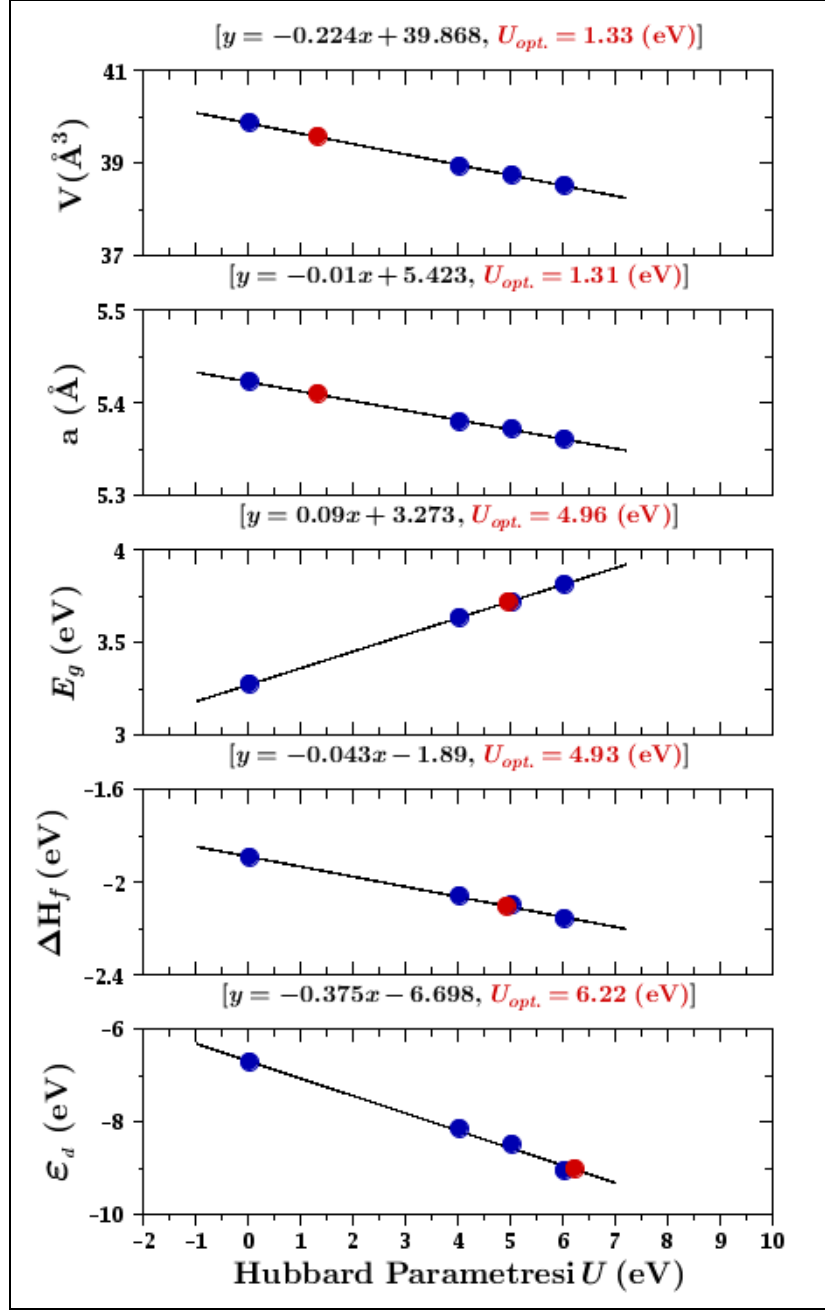 [y = −0.224x + 39.868, U_opt. = 1.33 (eV)]
41
39
37
V(Å³)
[y = −0.01x + 5.423, U_opt. = 1.31 (eV)]
5.5
5.4
5.3
a (Å)
[y = 0.09x + 3.273, U_opt. = 4.96 (eV)]
4
3.5
3
E_g (eV)
[y = −0.043x − 1.89, U_opt. = 4.93 (eV)]
−1.6
−2
−2.4
ΔH_f (eV)
[y = −0.375x − 6.698, U_opt. = 6.22 (eV)]
−6
−8
−10
ε_d (eV)
−2 −1 0 1 2 3 4 5 6 7 8 9 10
Hubbard Parametresi U (eV)